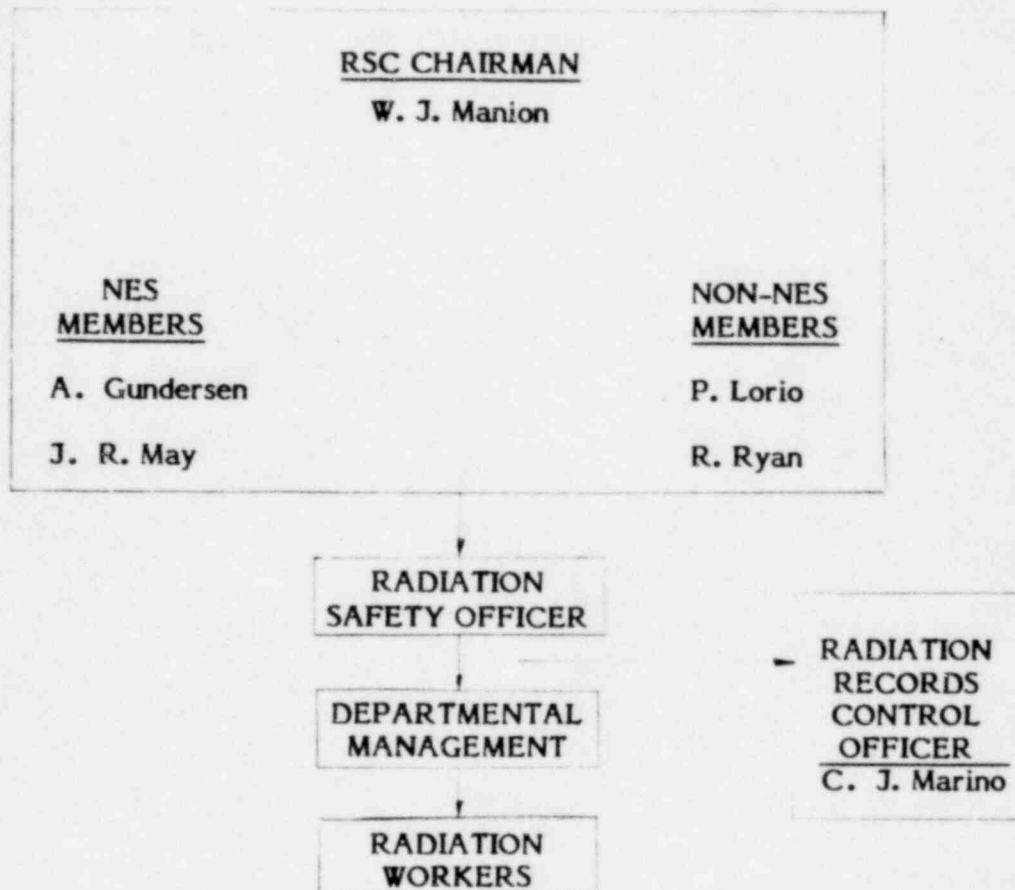 RSC CHAIRMAN
W. J. Manion
NES
MEMBERS
A. Gundersen
J. R. May
NON-NES
MEMBERS
P. Lorio
R. Ryan
RADIATION
SAFETY OFFICER
DEPARTMENTAL
MANAGEMENT
RADIATION
WORKERS
RADIATION
RECORDS
CONTROL
OFFICER
C. J. Marino